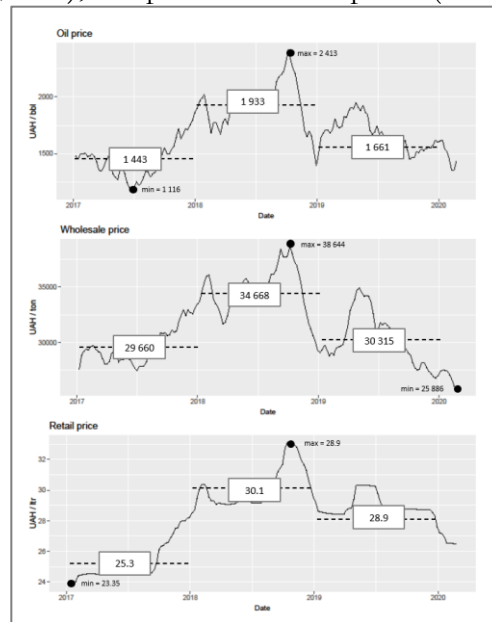 Oil price
max = 2 413
2000
1 933
UAH / bbl
1500
1 443
1 661
min = 1 116
2017
2018
2019
2020
Date
Wholesale price
max = 38 644
35000
34 668
UAH / ton
30000
29 660
30 315
min = 25 886
2017
2018
2019
2020
Date
Retail price
max = 28.9
32
30
30.1
UAH / ltr
28
28.9
26
25.3
24
min = 23.35
2017
2018
2019
2020
Date